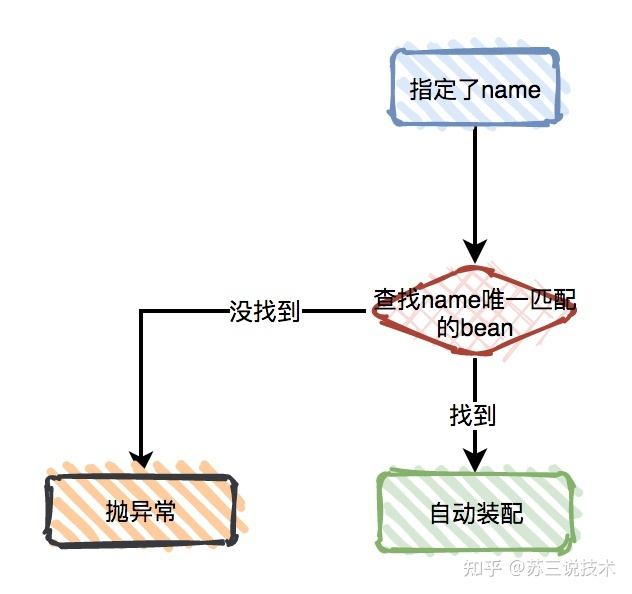 指定了name
查找name唯一匹配
的bean
没找到
找到
抛异常
自动装配
知乎 @苏三说技术